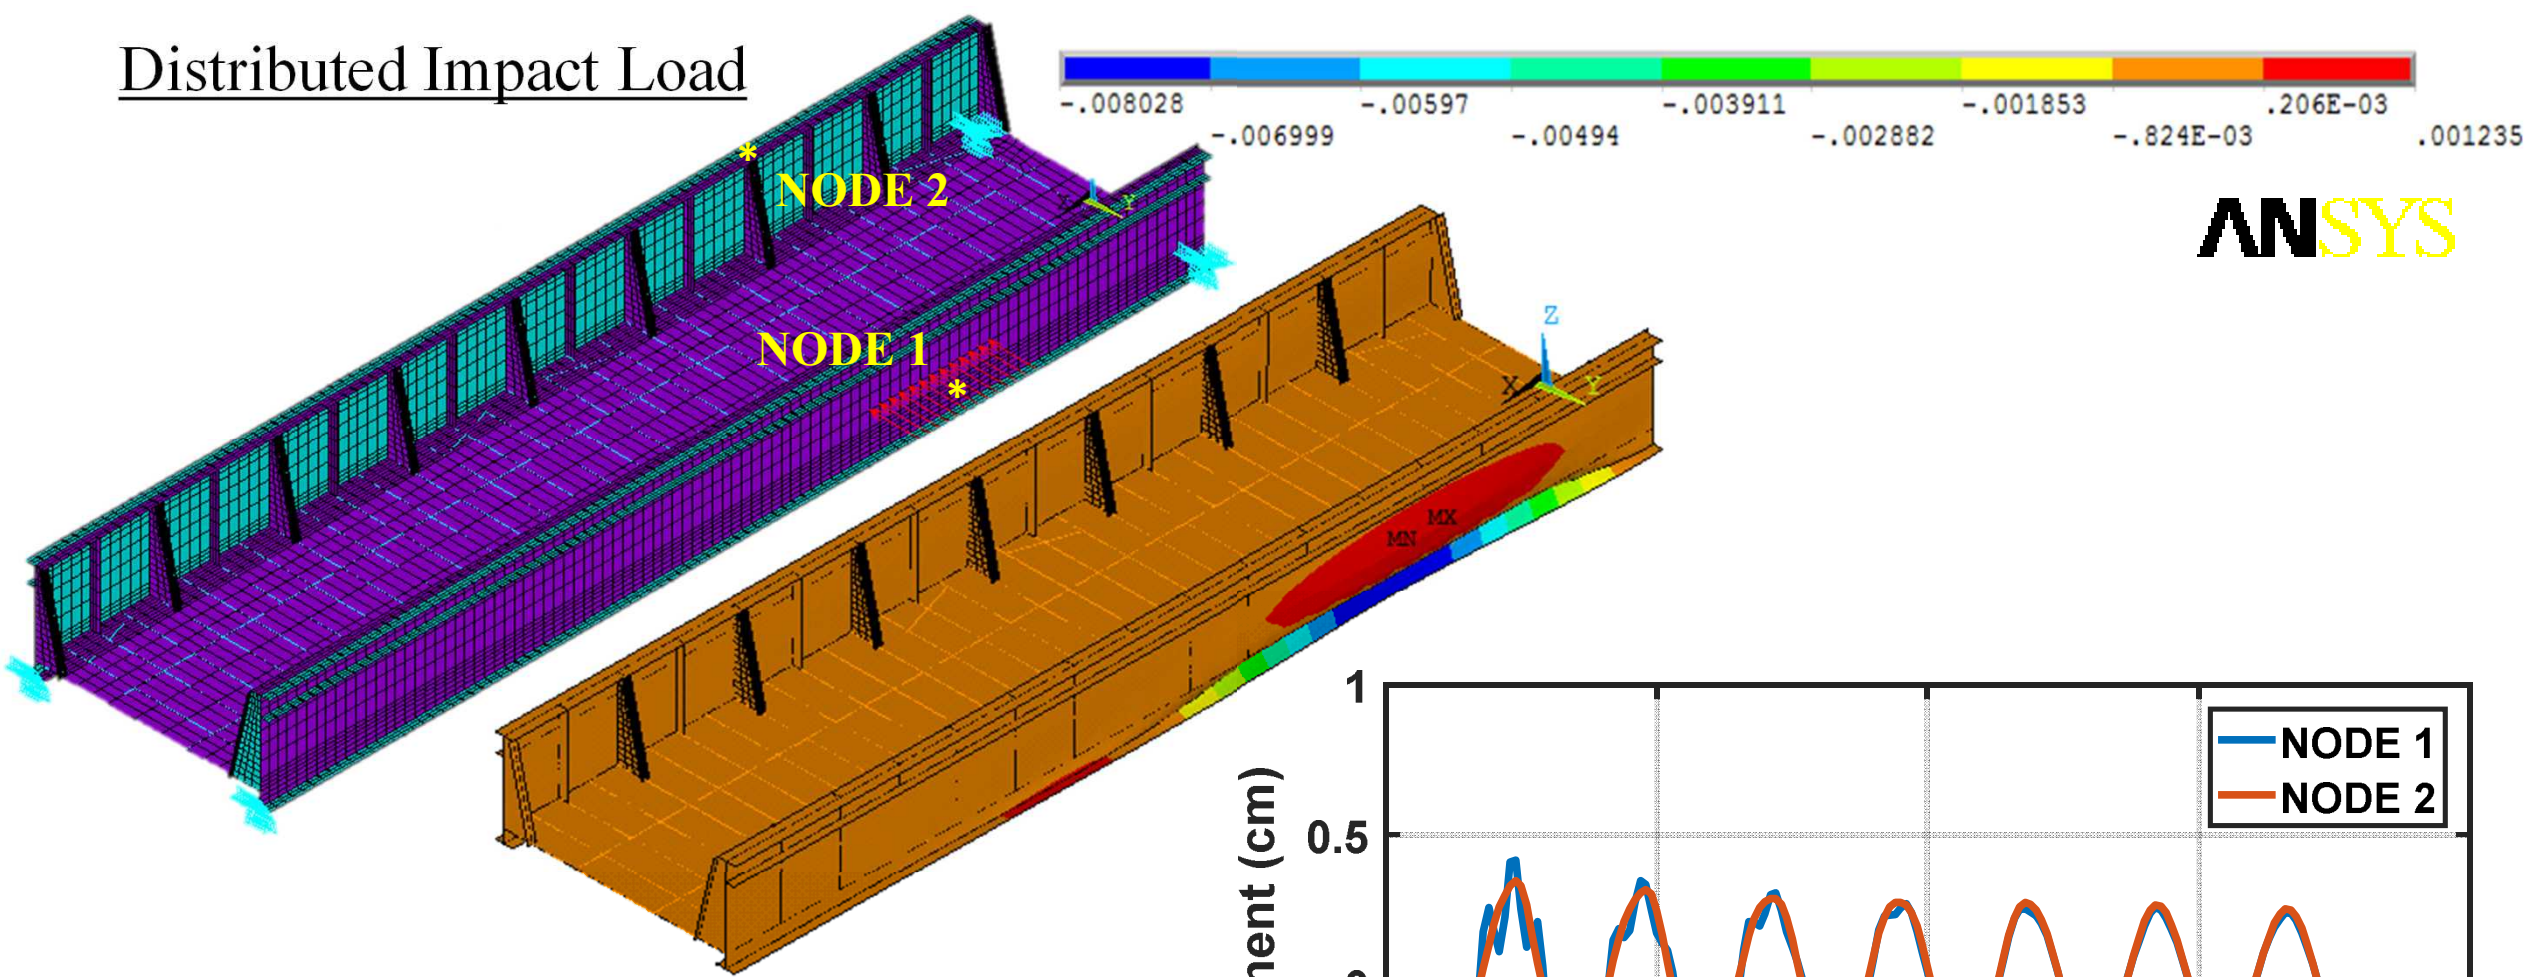 Distributed Impact Load
-.008028
-.006999
-.00597
-.00494
-.003911
-.002882
-.001853
-.824E-03
.206E-03
.001235
ANSYS
NODE 2
X
Y
NODE 1
Z
X
Y
MX
MN
1
0.5
NODE 1
NODE 2
(cm)